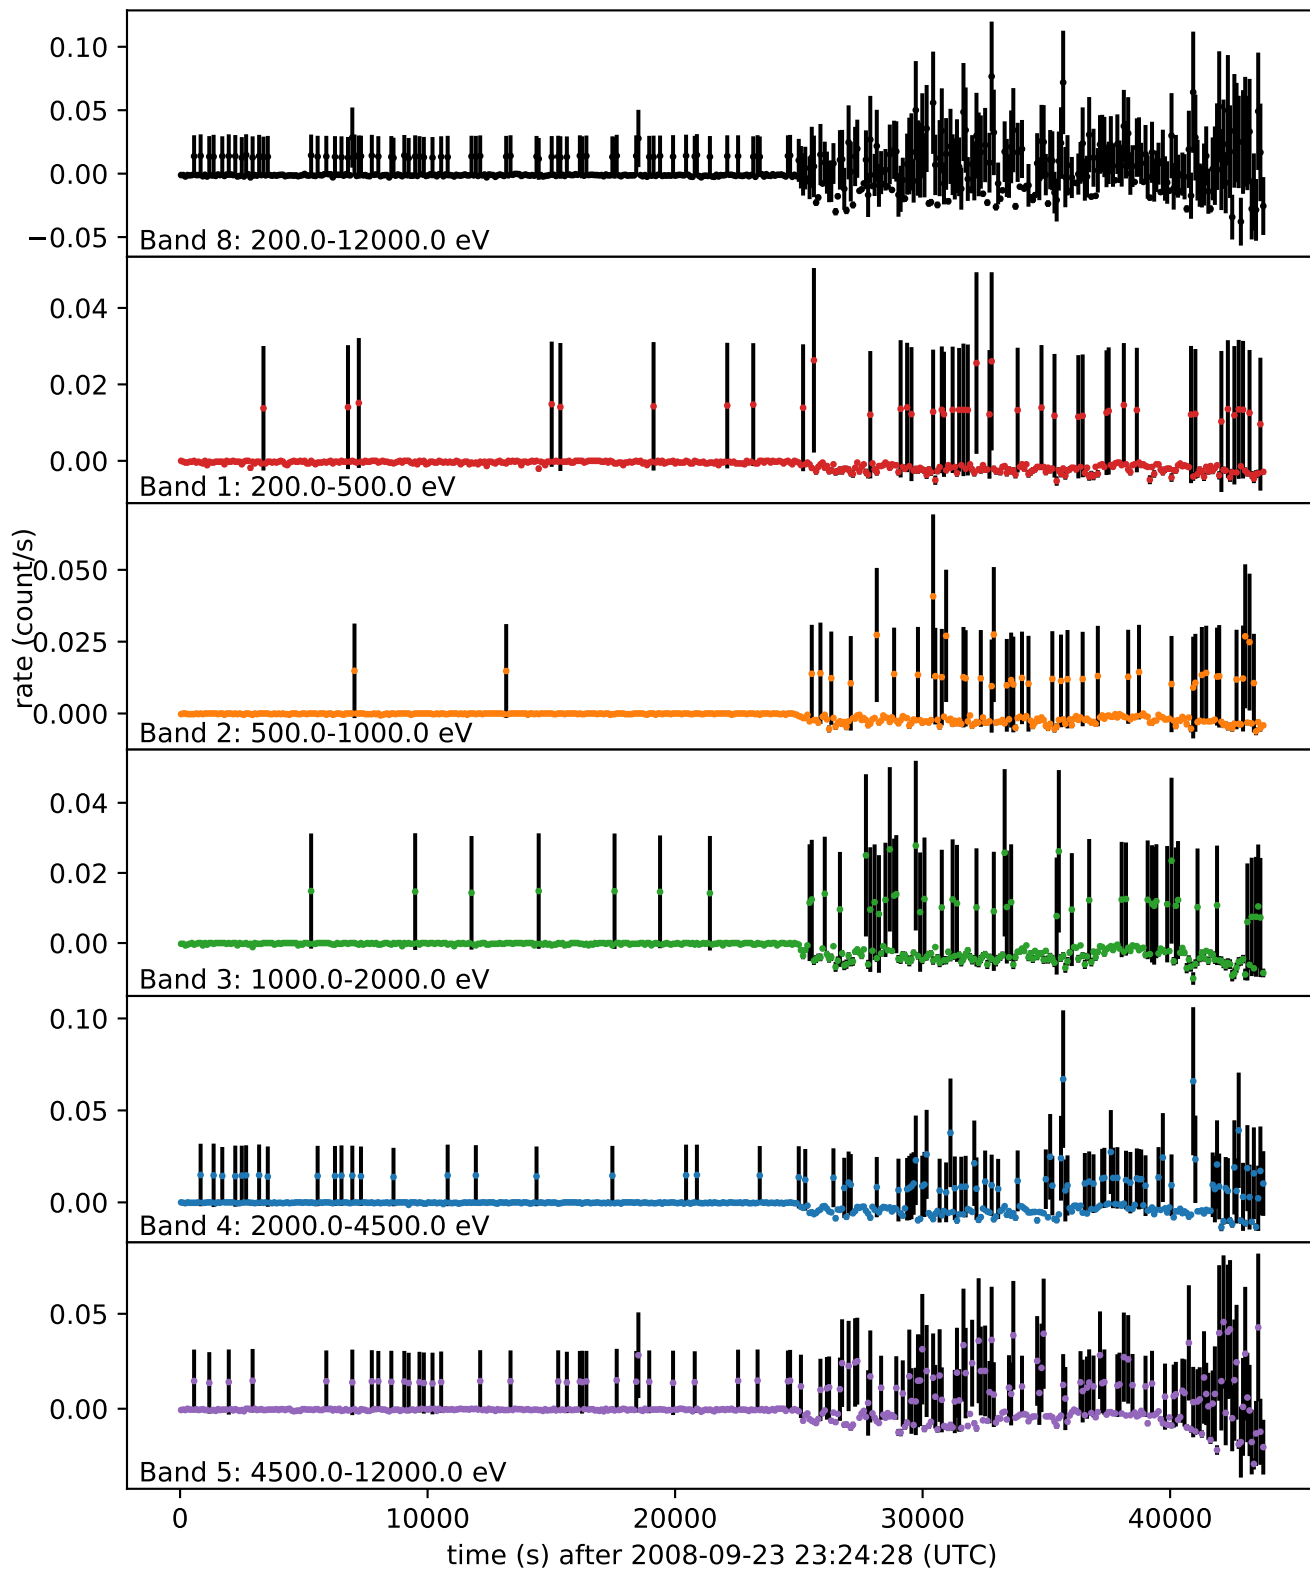 0.10
0.05
0.00
−0.05
Band 8: 200.0-12000.0 eV
0.04
0.02
0.00
Band 1: 200.0-500.0 eV
rate (count/s)
0.050
0.025
0.000
Band 2: 500.0-1000.0 eV
0.04
0.02
0.00
Band 3: 1000.0-2000.0 eV
0.10
0.05
0.00
Band 4: 2000.0-4500.0 eV
0.05
0.00
Band 5: 4500.0-12000.0 eV
0 10000 20000 30000 40000
time (s) after 2008-09-23 23:24:28 (UTC)